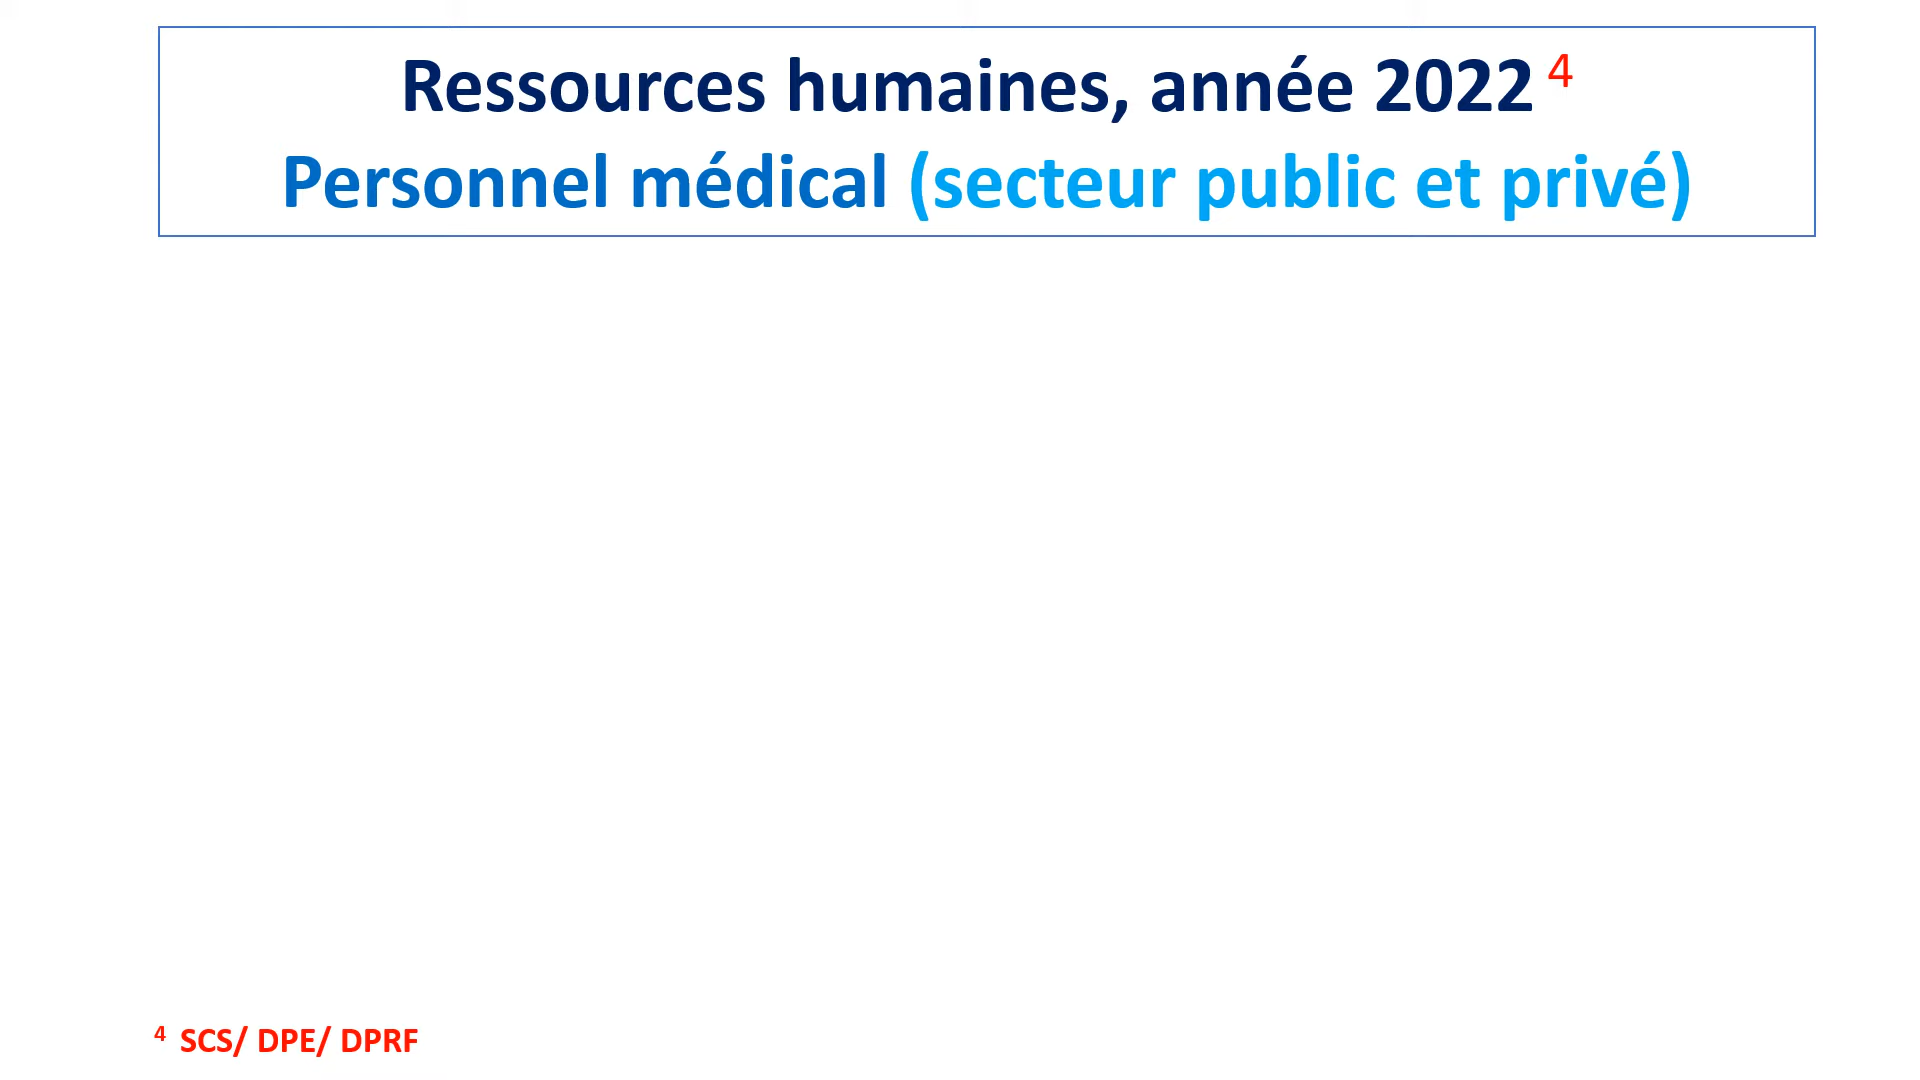 Ressources humaines, année 2022 4
Personnel médical (secteur public et privé)
4 SCS/ DPE/ DPRF